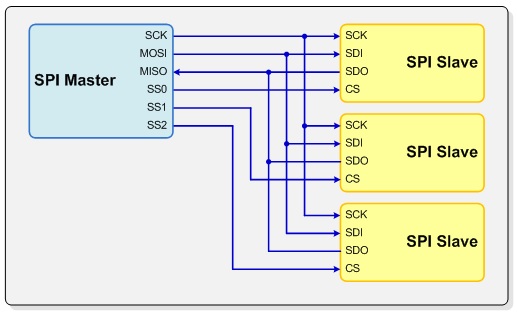 SCK
MOSI
MISO
SS0
SS1
SS2
SPI Master
SCK
SDI
SDO
CS
SPI Slave
SCK
SDI
SDO
CS
SPI Slave
SCK
SDI
SDO
CS
SPI Slave